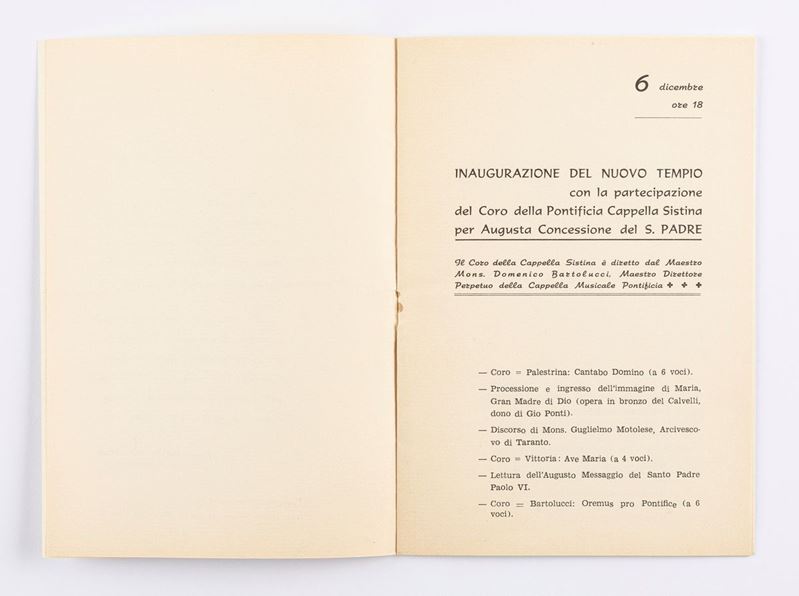 6 dicembre
ore 18
INAUGURAZIONE DEL NUOVO TEMPIO
con la partecipazione
del Coro della Pontificia Cappella Sistina
per Augusta Concessione del S. PADRE
Il Coro della Cappella Sistina è diretto dal Maestro
Mons. Domenico Bartolucci, Maestro Direttore
Perpetuo della Cappella Musicale Pontificia ✤ ✤ ✤
— Coro = Palestrina: Cantabo Domino (a 6 voci).
— Processione e ingresso dell'immagine di Maria,
Gran Madre di Dio (opera in bronzo del Calvelli,
dono di Gio Ponti).
— Discorso di Mons. Guglielmo Motolese, Arcivesco-
vo di Taranto.
— Coro = Vittoria: Ave Maria (a 4 voci).
— Lettura dell'Augusto Messaggio del Santo Padre
Paolo VI.
— Coro = Bartolucci: Oremus pro Pontifice (a 6
voci).